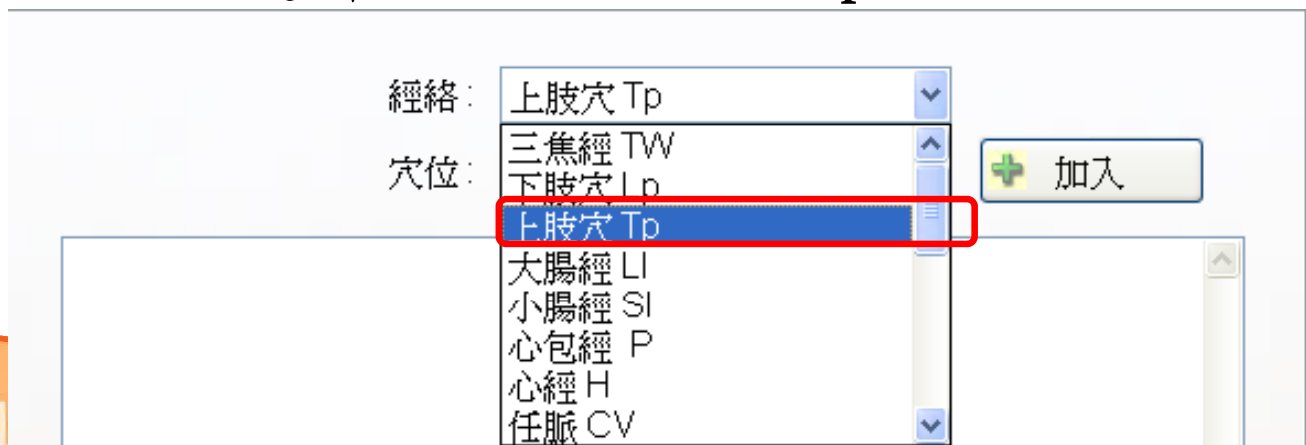 經絡： 上肢穴 Tp
三焦經 TW
穴位： 下肢穴 Lp
加入
上肢穴 Tp
大腸經 LI
小腸經 SI
心包經 P
心經 H
任脈 CV